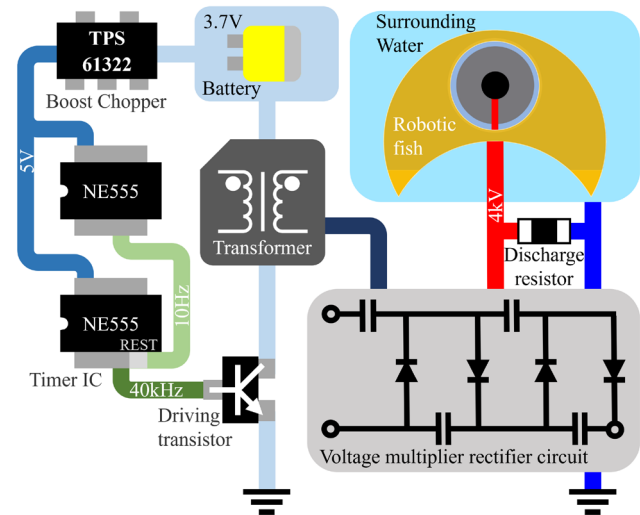 TPS
61322
Boost Chopper
3.7V
Battery
Surrounding
Water
Robotic
fish
5V
NE555
10Hz
NE555
REST
Timer IC
40kHz
Driving
transistor
Transformer
4kV
Discharge
resistor
Voltage multiplier rectifier circuit